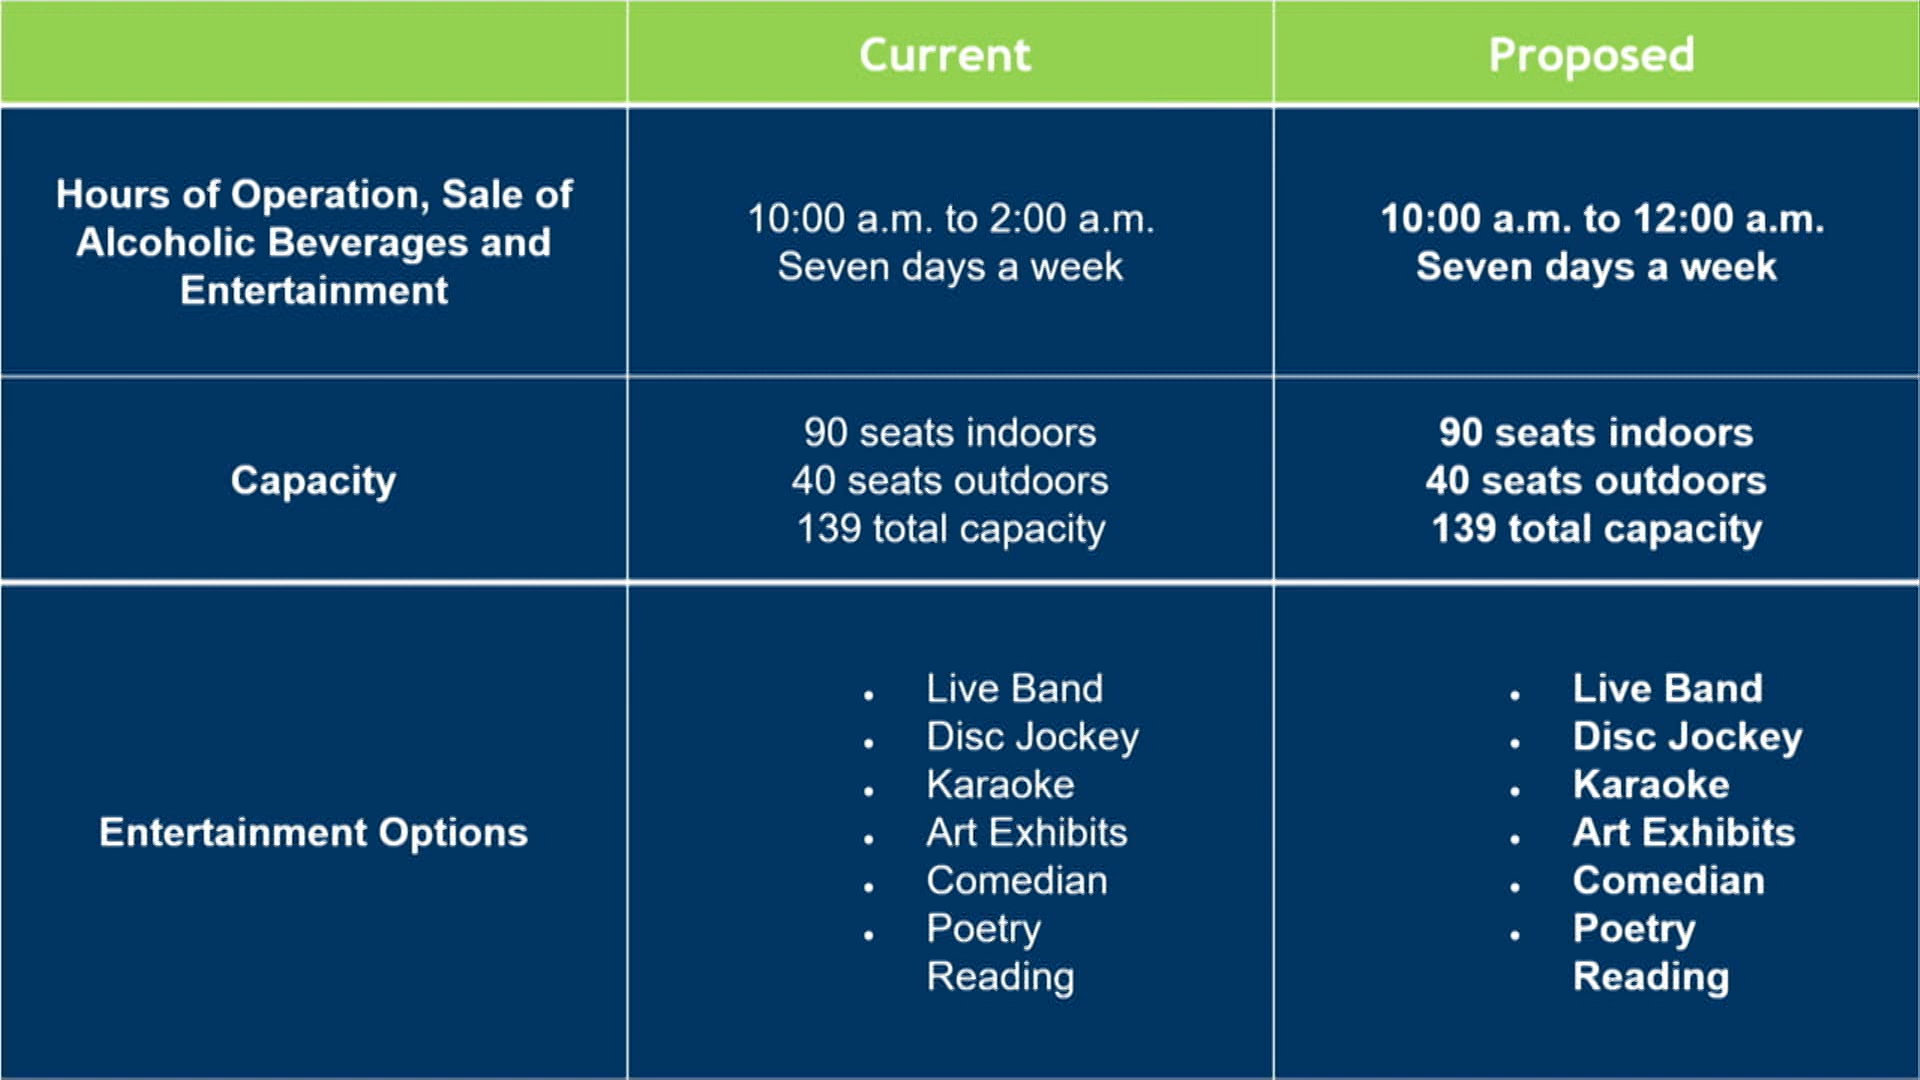 Current
Proposed
Hours of Operation, Sale of
Alcoholic Beverages and
Entertainment
10:00 a.m. to 2:00 a.m.
Seven days a week
10:00 a.m. to 12:00 a.m.
Seven days a week
Capacity
90 seats indoors
40 seats outdoors
139 total capacity
90 seats indoors
40 seats outdoors
139 total capacity
Entertainment Options
• Live Band
• Disc Jockey
• Karaoke
• Art Exhibits
• Comedian
• Poetry
Reading
• Live Band
• Disc Jockey
• Karaoke
• Art Exhibits
• Comedian
• Poetry
Reading